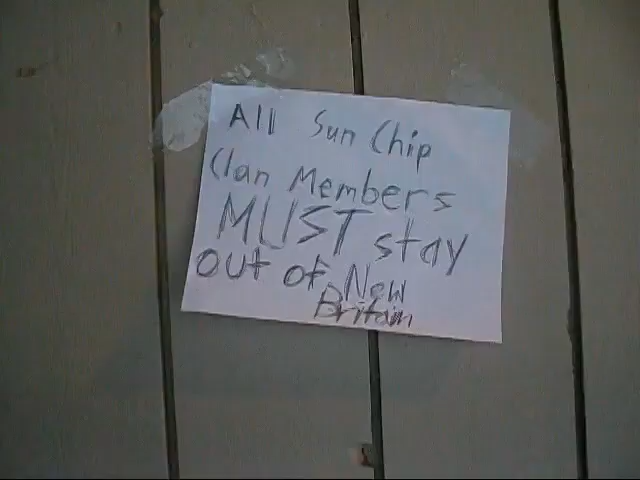 All Sun Chip
Clan Members
MUST stay
out of New
Britain